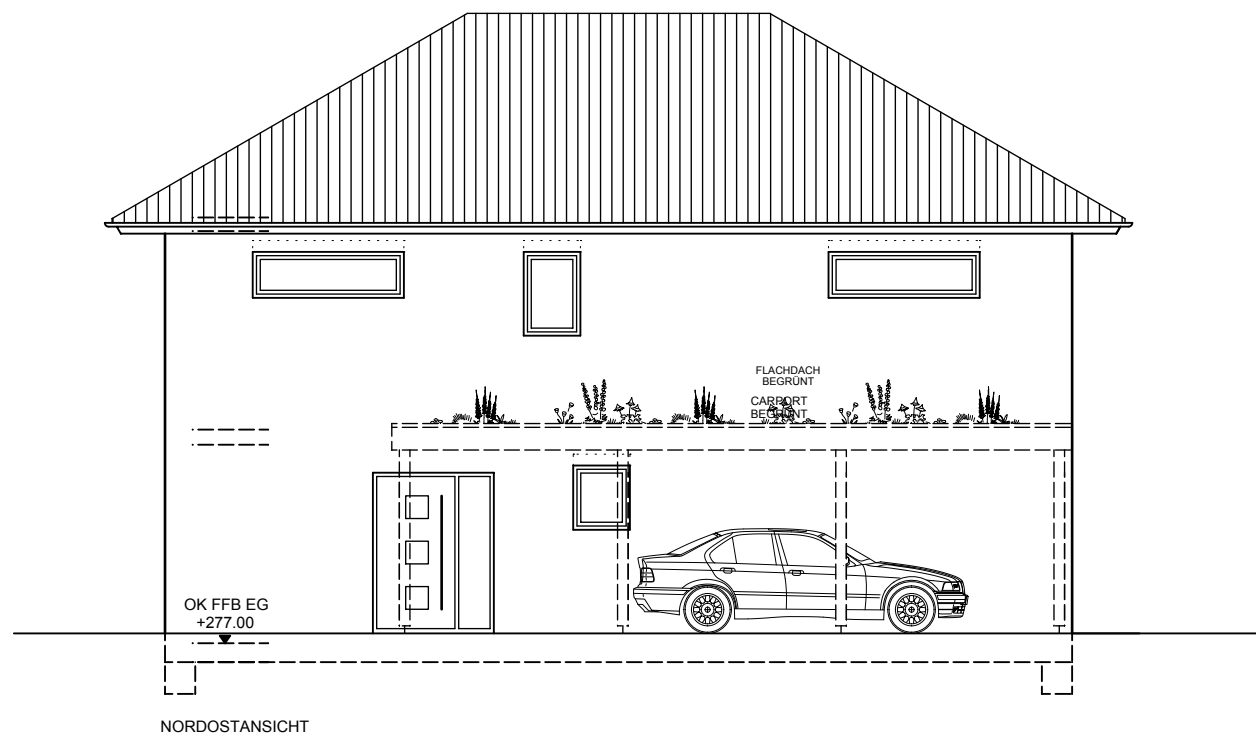 FLACHDACH
BEGRÜNT
CARPORT
BEGRÜNT
OK FFB EG
+277.00
NORDOSTANSICHT